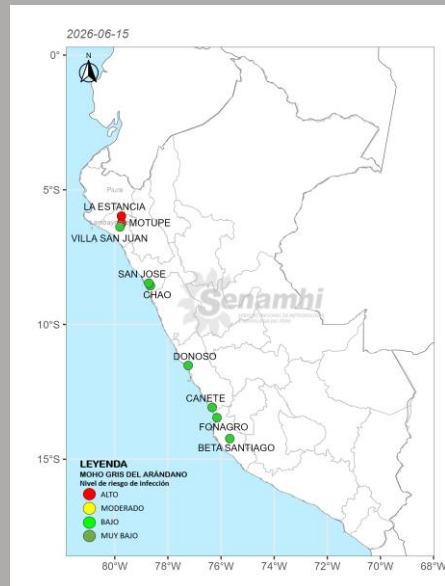 2026-06-15
N
0°
5°S
10°S
15°S
Piura
LA ESTANCIA
MOTUPE
VILLA SAN JUAN
SAN JOSE
CHAO
Senamhi
DONOSO
CANETE
FONAGRO
BETA SANTIAGO
LEYENDA
MOHO GRIS DEL ARÁNDANO
Nivel de riesgo de infección
ALTO
MODERADO
BAJO
MUY BAJO
80°W 78°W 76°W 74°W 72°W 70°W 68°W